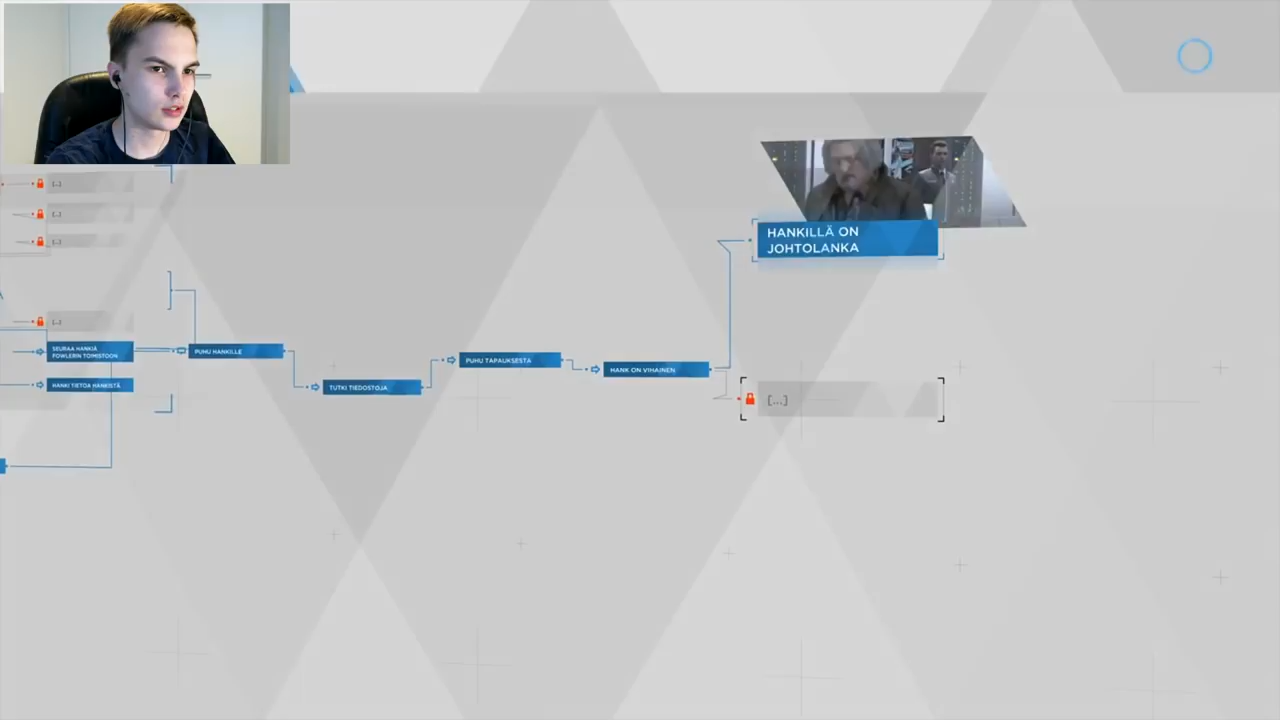 HANKILLÄ ON
JOHTOLANKA
[...]
[...]
[...]
[...]
SEURAA HANKIA
FOWLERIN TOIMISTOON
PUHU HANKILLE
PUHU TAPAUKSESTA
HANK ON VIHAINEN
HANKI TIETOA HANKISTA
TUTKI TIEDOSTOJA
[...]